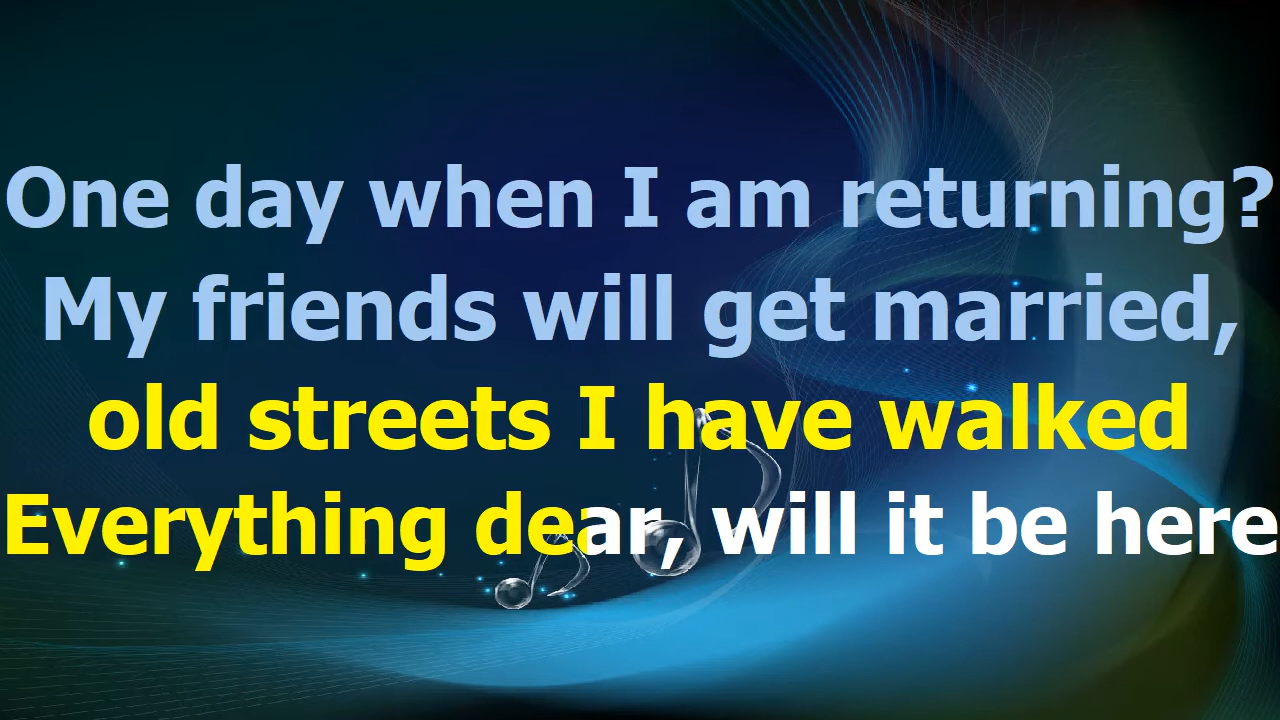 One day when I am returning?
My friends will get married,
old streets I have walked
Everything dear, will it be here